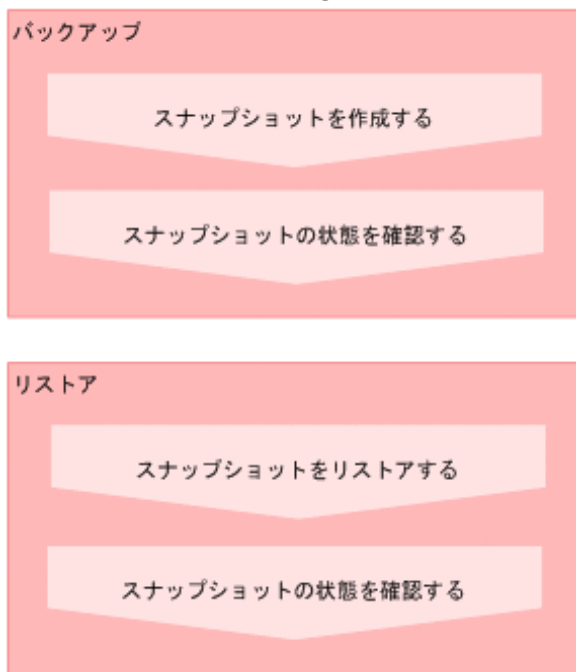 バックアップ
スナップショットを作成する
スナップショットの状態を確認する
リストア
スナップショットをリストアする
スナップショットの状態を確認する